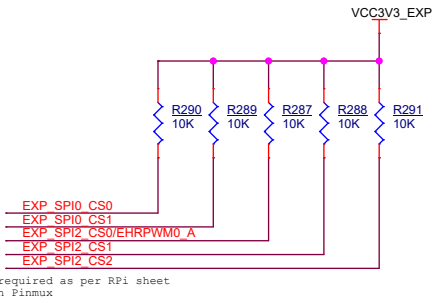 VCC3V3_EXP
R290 R289 R287 R288 R291
10K 10K 10K 10K 10K
EXP_SPI0_CS0
EXP_SPI0_CS1
EXP_SPI2_CS0/EHRPWM0_A
EXP_SPI2_CS1
EXP_SPI2_CS2
required as per RPi sheet
Pinmux